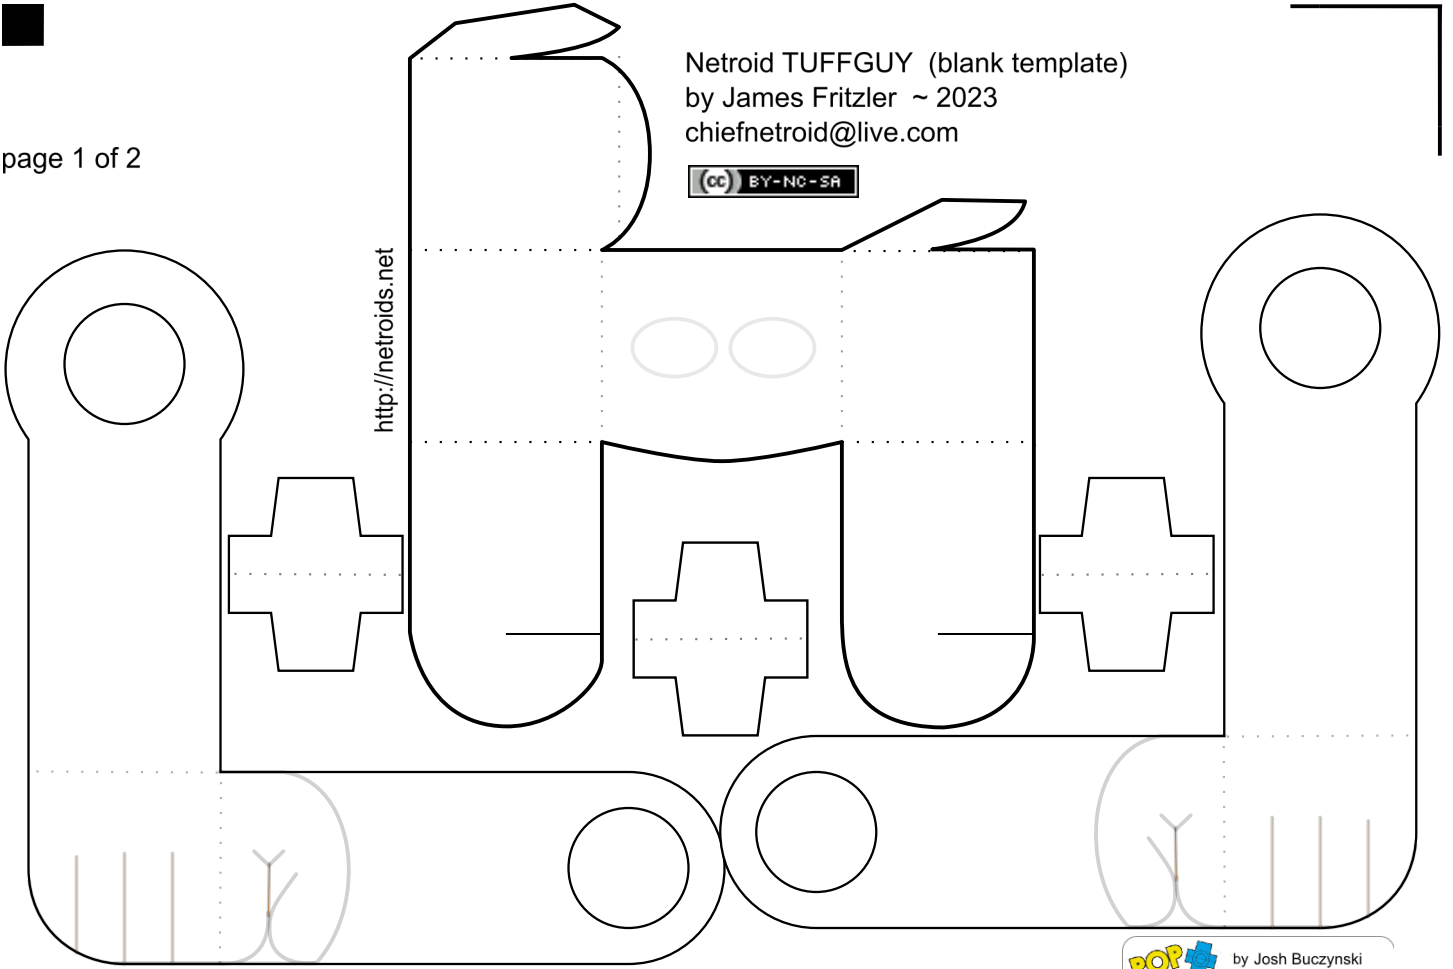 Netroid TUFFGUY (blank template)
by James Fritzler ~ 2023
chiefnetroid@live.com
page 1 of 2
(cc) BY-NC-SA
http://netroids.net
POP
by Josh Buczynski